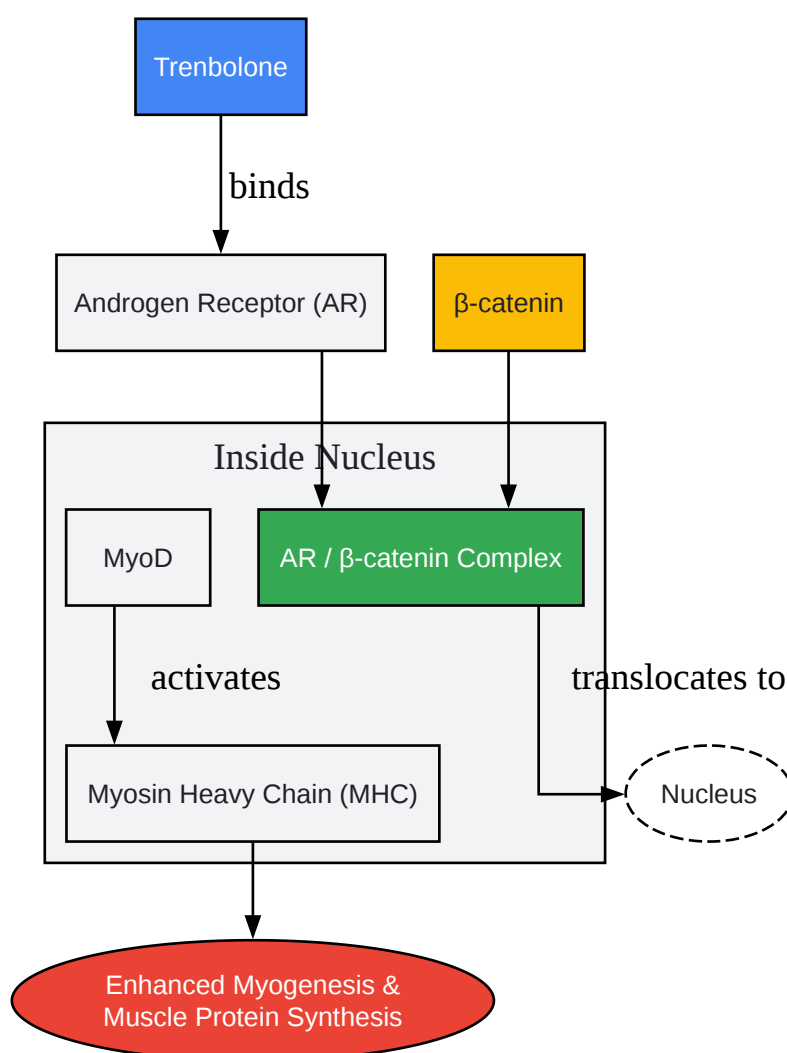 Trenbolone
binds
Androgen Receptor (AR)
β-catenin
Inside Nucleus
MyoD
AR / β-catenin Complex
activates
translocates to
Myosin Heavy Chain (MHC)
Nucleus
Enhanced Myogenesis &
Muscle Protein Synthesis